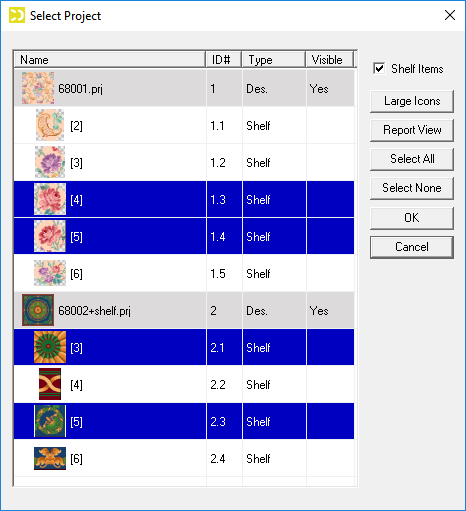 Select Project
Name ID# Type Visible
68001.prj 1 Des. Yes
[2] 1.1 Shelf
[3] 1.2 Shelf
[4] 1.3 Shelf
[5] 1.4 Shelf
[6] 1.5 Shelf
68002+shelf.prj 2 Des. Yes
[3] 2.1 Shelf
[4] 2.2 Shelf
[5] 2.3 Shelf
[6] 2.4 Shelf
Shelf Items
Large Icons
Report View
Select All
Select None
OK
Cancel